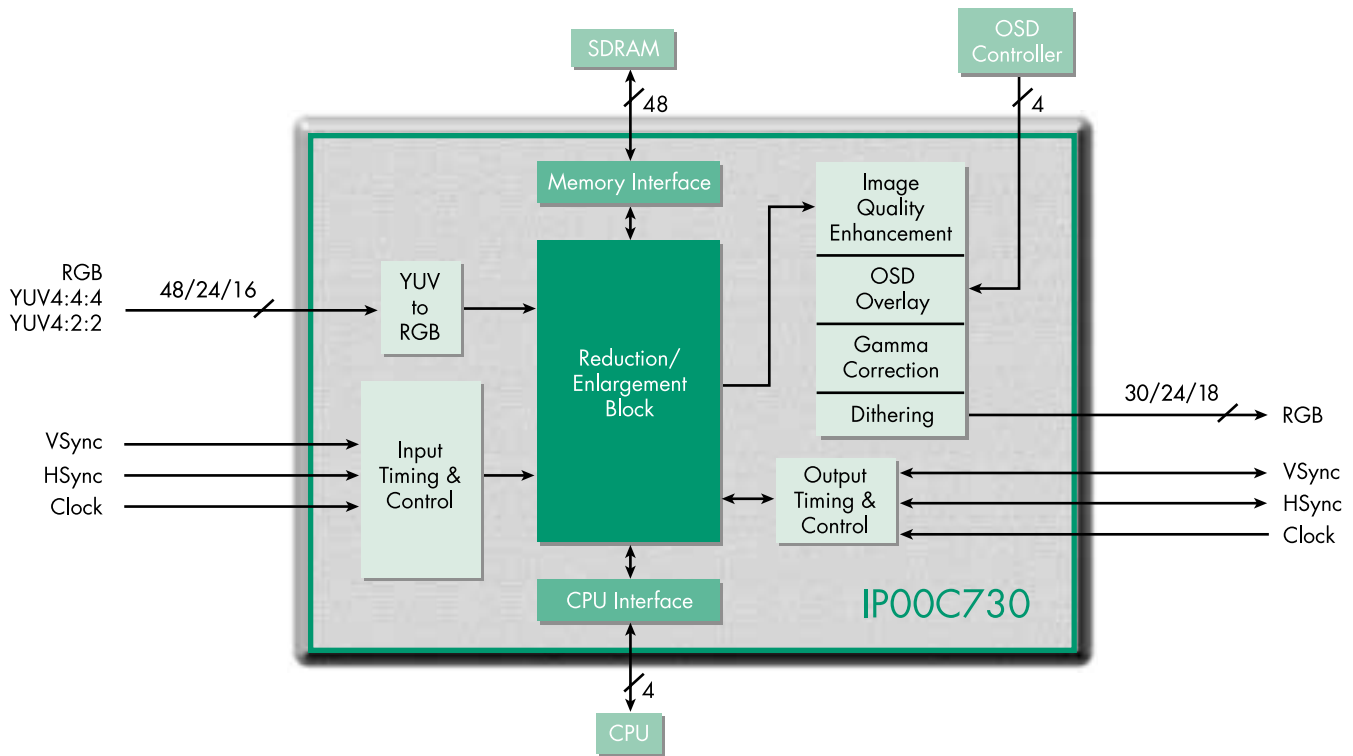 SDRAM
OSD
Controller
48
4
Memory Interface
Image
Quality
Enhancement
RGB
YUV4:4:4
YUV4:2:2
48/24/16
YUV
to
RGB
OSD
Overlay
Reduction/
Enlargement
Block
Gamma
Correction
Dithering
30/24/18
RGB
VSync
HSync
Clock
Input
Timing &
Control
Output
Timing &
Control
VSync
HSync
Clock
CPU Interface
IP00C730
4
CPU